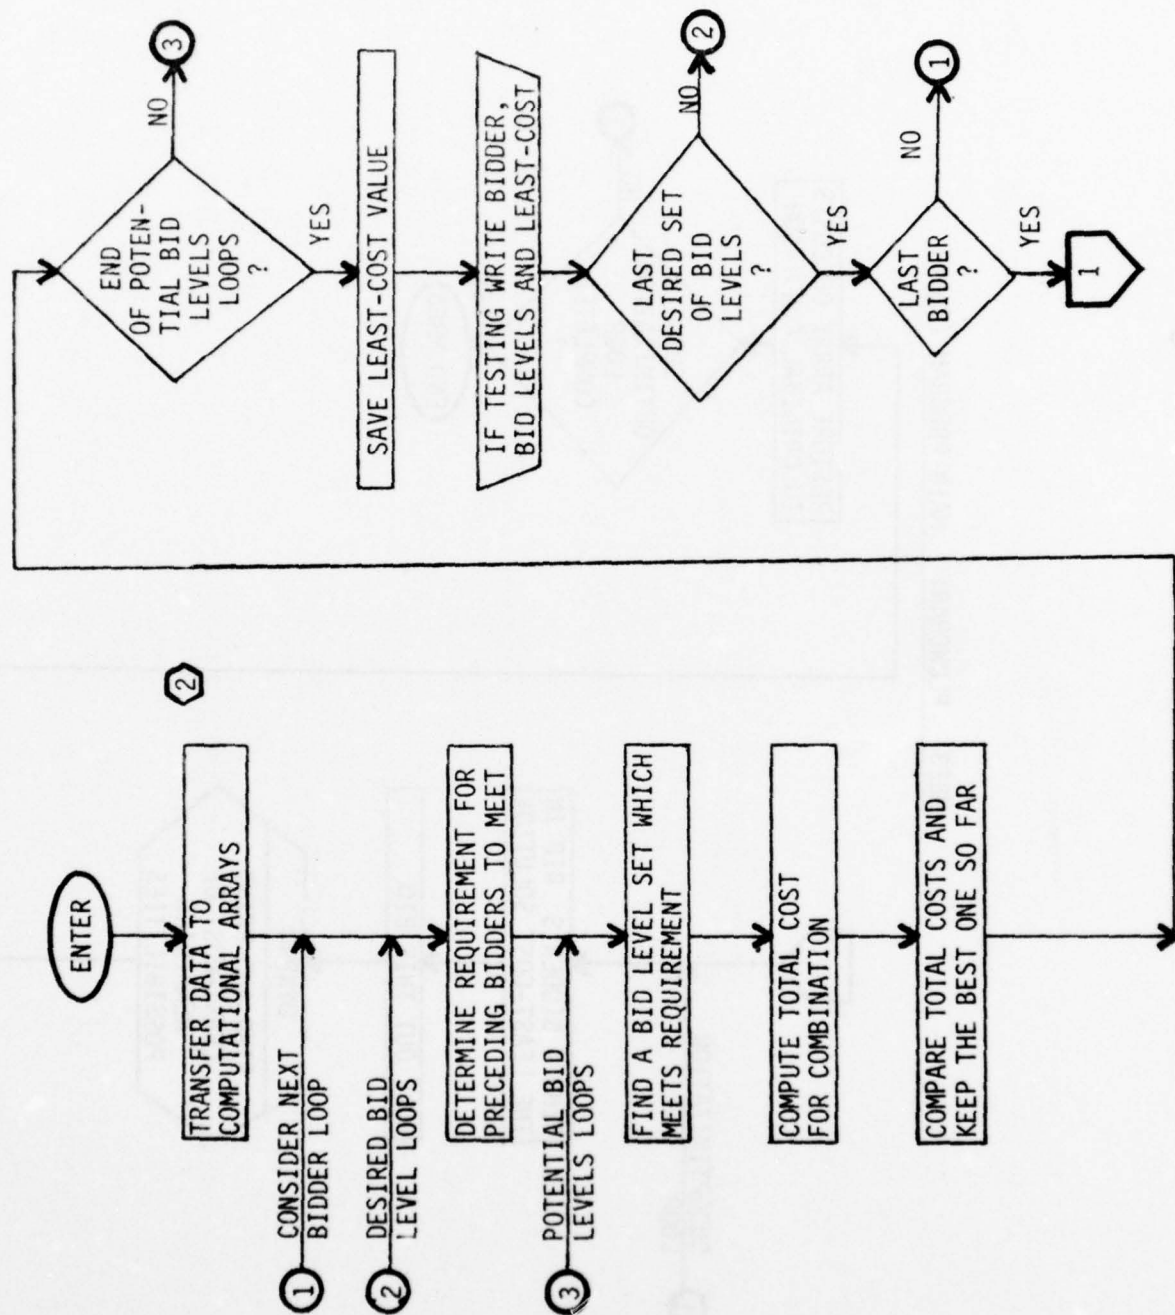 ENTER
TRANSFER DATA TO
COMPUTATIONAL ARRAYS
2
1
CONSIDER NEXT
BIDDER LOOP
2
DESIRED BID
LEVEL LOOPS
DETERMINE REQUIREMENT FOR
PRECEDING BIDDERS TO MEET
3
POTENTIAL BID
LEVELS LOOPS
FIND A BID LEVEL SET WHICH
MEETS REQUIREMENT
COMPUTE TOTAL COST
FOR COMBINATION
COMPARE TOTAL COSTS AND
KEEP THE BEST ONE SO FAR
END
OF POTEN-
TIAL BID
LEVELS
LOOPS
?
NO
3
YES
SAVE LEAST-COST VALUE
IF TESTING WRITE BIDDER,
BID LEVELS AND LEAST-COST
LAST
DESIRED SET
OF BID
LEVELS
?
NO
2
YES
LAST
BIDDER
?
NO
1
YES
1